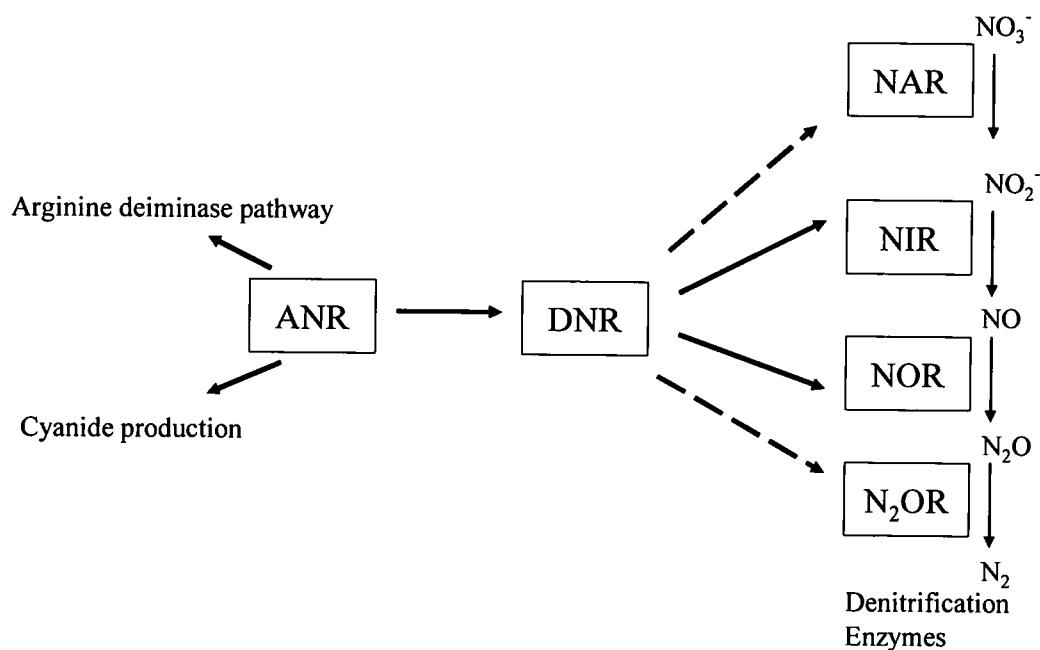 NO₃⁻
NAR
NO₂⁻
Arginine deiminase pathway
NIR
ANR
DNR
NO
NOR
Cyanide production
N₂O
N₂OR
N₂
Denitrification
Enzymes